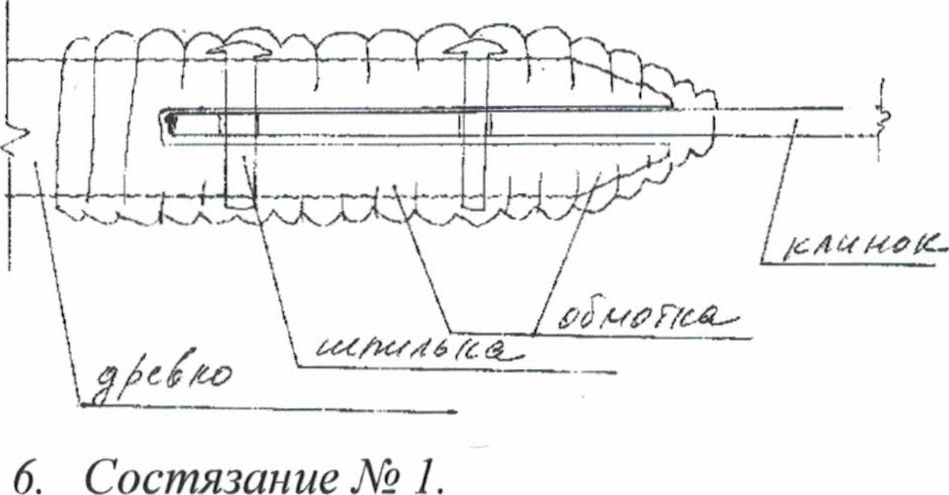 клинок
обмотка
шпилька
древко
6. Состязание № 1.